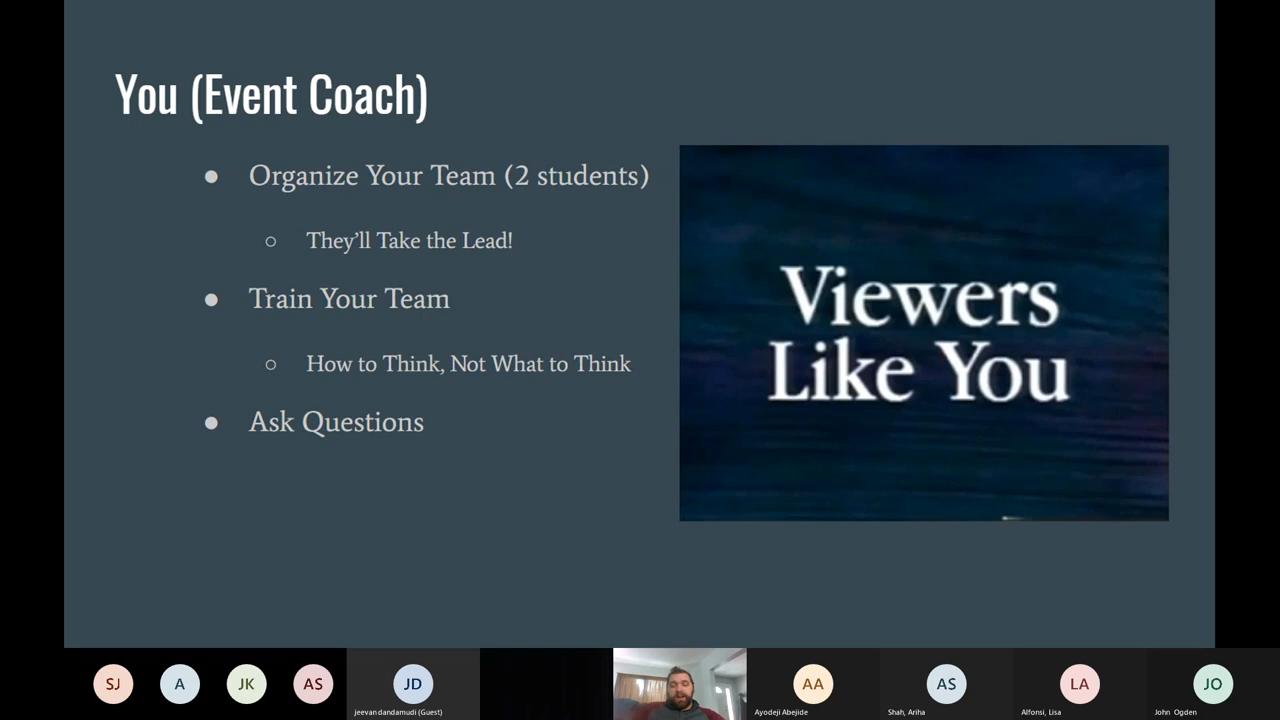 You (Event Coach)
● Organize Your Team (2 students)
○ They'll Take the Lead!
● Train Your Team
○ How to Think, Not What to Think
● Ask Questions
Viewers
Like You
SJ
A
JK
AS
JD
jeevan dandamudi (Guest)
AA
Ayodeji Abejide
AS
Shah, Ariha
LA
Alfonsi, Lisa
JO
John Ogden